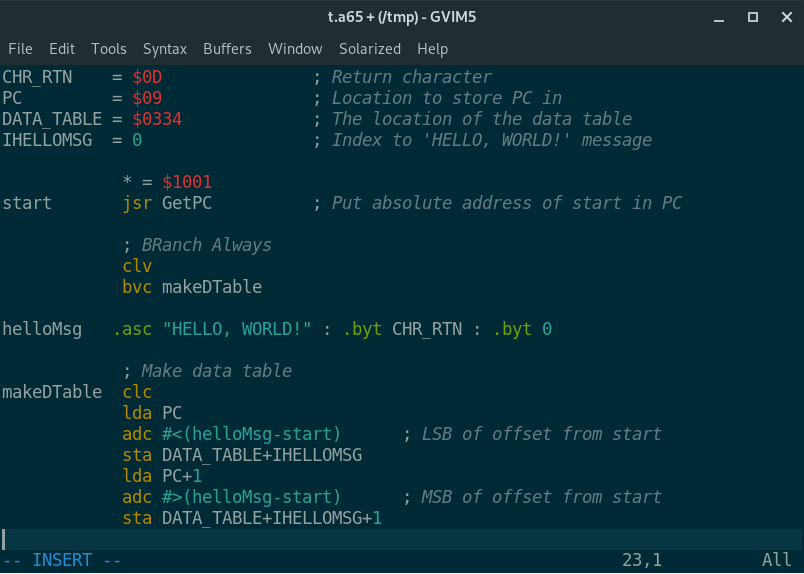 t.a65 + (/tmp) - GVIM5
File Edit Tools Syntax Buffers Window Solarized Help
CHR_RTN    = $0D               ; Return character
PC         = $09               ; Location to store PC in
DATA_TABLE = $0334             ; The location of the data table
IHELLOMSG  = 0                 ; Index to 'HELLO, WORLD!' message
            * = $1001
start       jsr GetPC          ; Put absolute address of start in PC
            ; BRanch Always
            clv
            bvc makeDTable
helloMsg   .asc "HELLO, WORLD!" : .byt CHR_RTN : .byt 0
            ; Make data table
makeDTable  clc
            lda PC
            adc #<(helloMsg-start)      ; LSB of offset from start
            sta DATA_TABLE+IHELLOMSG
            lda PC+1
            adc #>(helloMsg-start)      ; MSB of offset from start
            sta DATA_TABLE+IHELLOMSG+1
-- INSERT --                                                  23,1          All